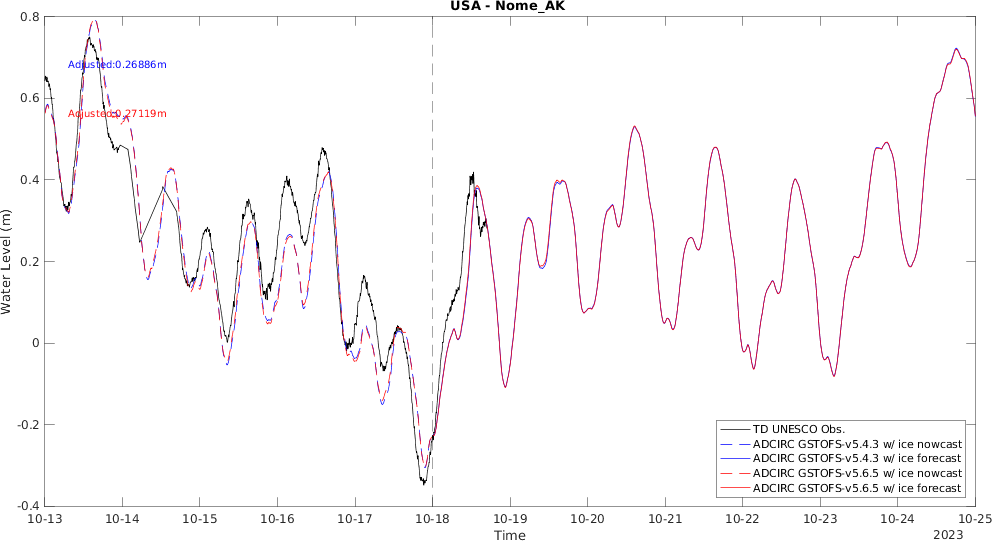 USA - Nome_AK
0.8
Adjusted:0.26886m
0.6
Adjusted:0.27119m
0.4
Water Level (m)
0.2
0
-0.2
-0.4
TD UNESCO Obs.
ADCIRC GSTOFS-v5.4.3 w/ ice nowcast
ADCIRC GSTOFS-v5.4.3 w/ ice forecast
ADCIRC GSTOFS-v5.6.5 w/ ice nowcast
ADCIRC GSTOFS-v5.6.5 w/ ice forecast
10-13 10-14 10-15 10-16 10-17 10-18 10-19 10-20 10-21 10-22 10-23 10-24 10-25
Time
2023